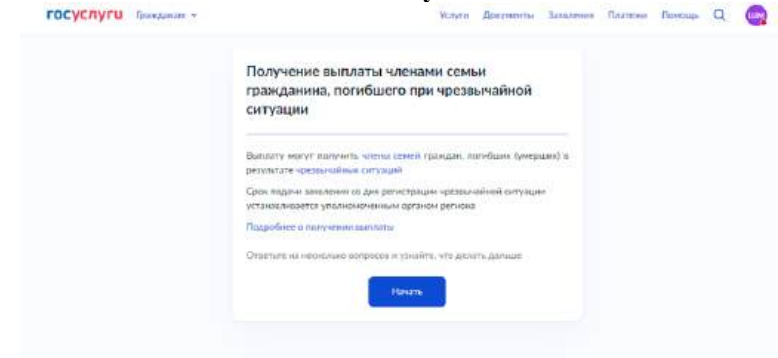 госуслуги Гражданам
Услуги Документы Заявления Платежи Помощь
Получение выплаты членами семьи
гражданина, погибшего при чрезвычайной
ситуации
Выплату могут получить члены семей граждан, погибших (умерших) в
результате чрезвычайных ситуаций
Срок подачи заявления со дня регистрации чрезвычайной ситуации
устанавливается уполномоченным органом региона
Подробнее о получении выплаты
Ответьте на несколько вопросов и узнайте, что делать дальше
Начать